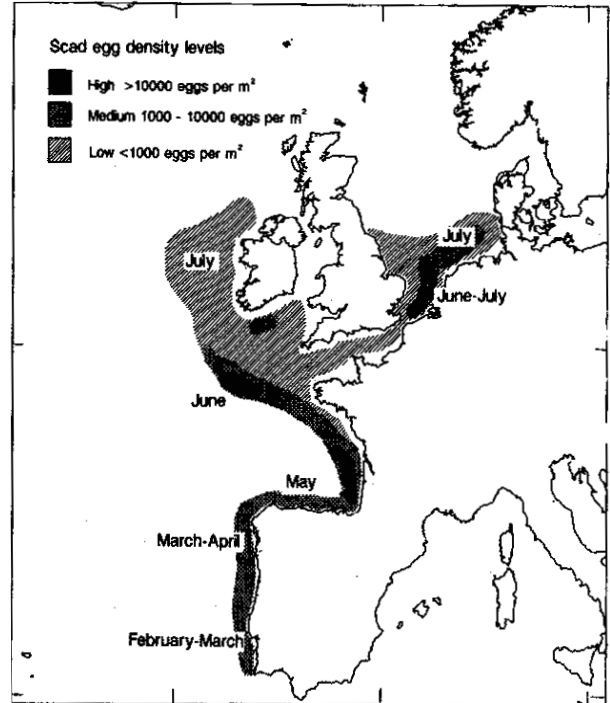 Scad egg density levels
High >10000 eggs per m²
Medium 1000 - 10000 eggs per m²
Low <1000 eggs per m²
July
July
June-July
June
May
March-April
February-March